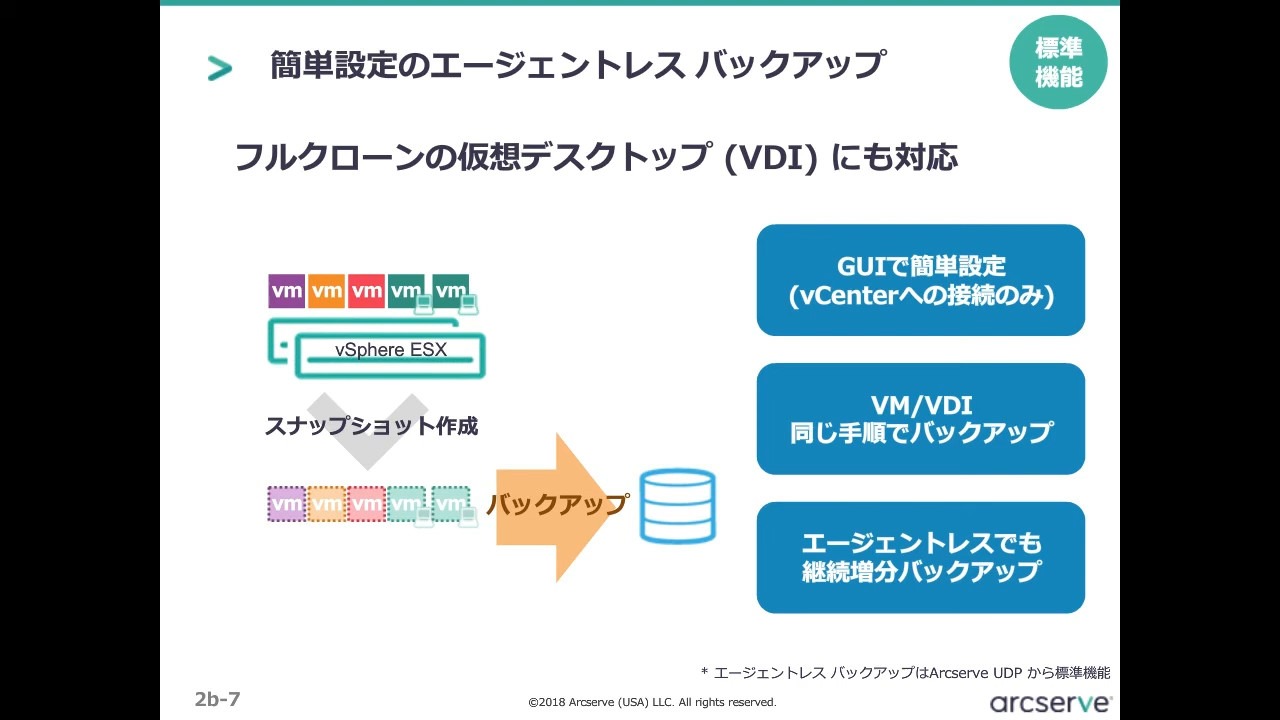 簡単設定のエージェントレス バックアップ
標準
機能
フルクローンの仮想デスクトップ (VDI) にも対応
vm vm vm vm vm
vSphere ESX
スナップショット作成
vm vm vm vm vm
バックアップ
GUIで簡単設定
(vCenterへの接続のみ)
VM/VDI
同じ手順でバックアップ
エージェントレスでも
継続増分バックアップ
* エージェントレス バックアップはArcserve UDP から標準機能
2b-7
©2018 Arcserve (USA) LLC. All rights reserved.
arcserve®